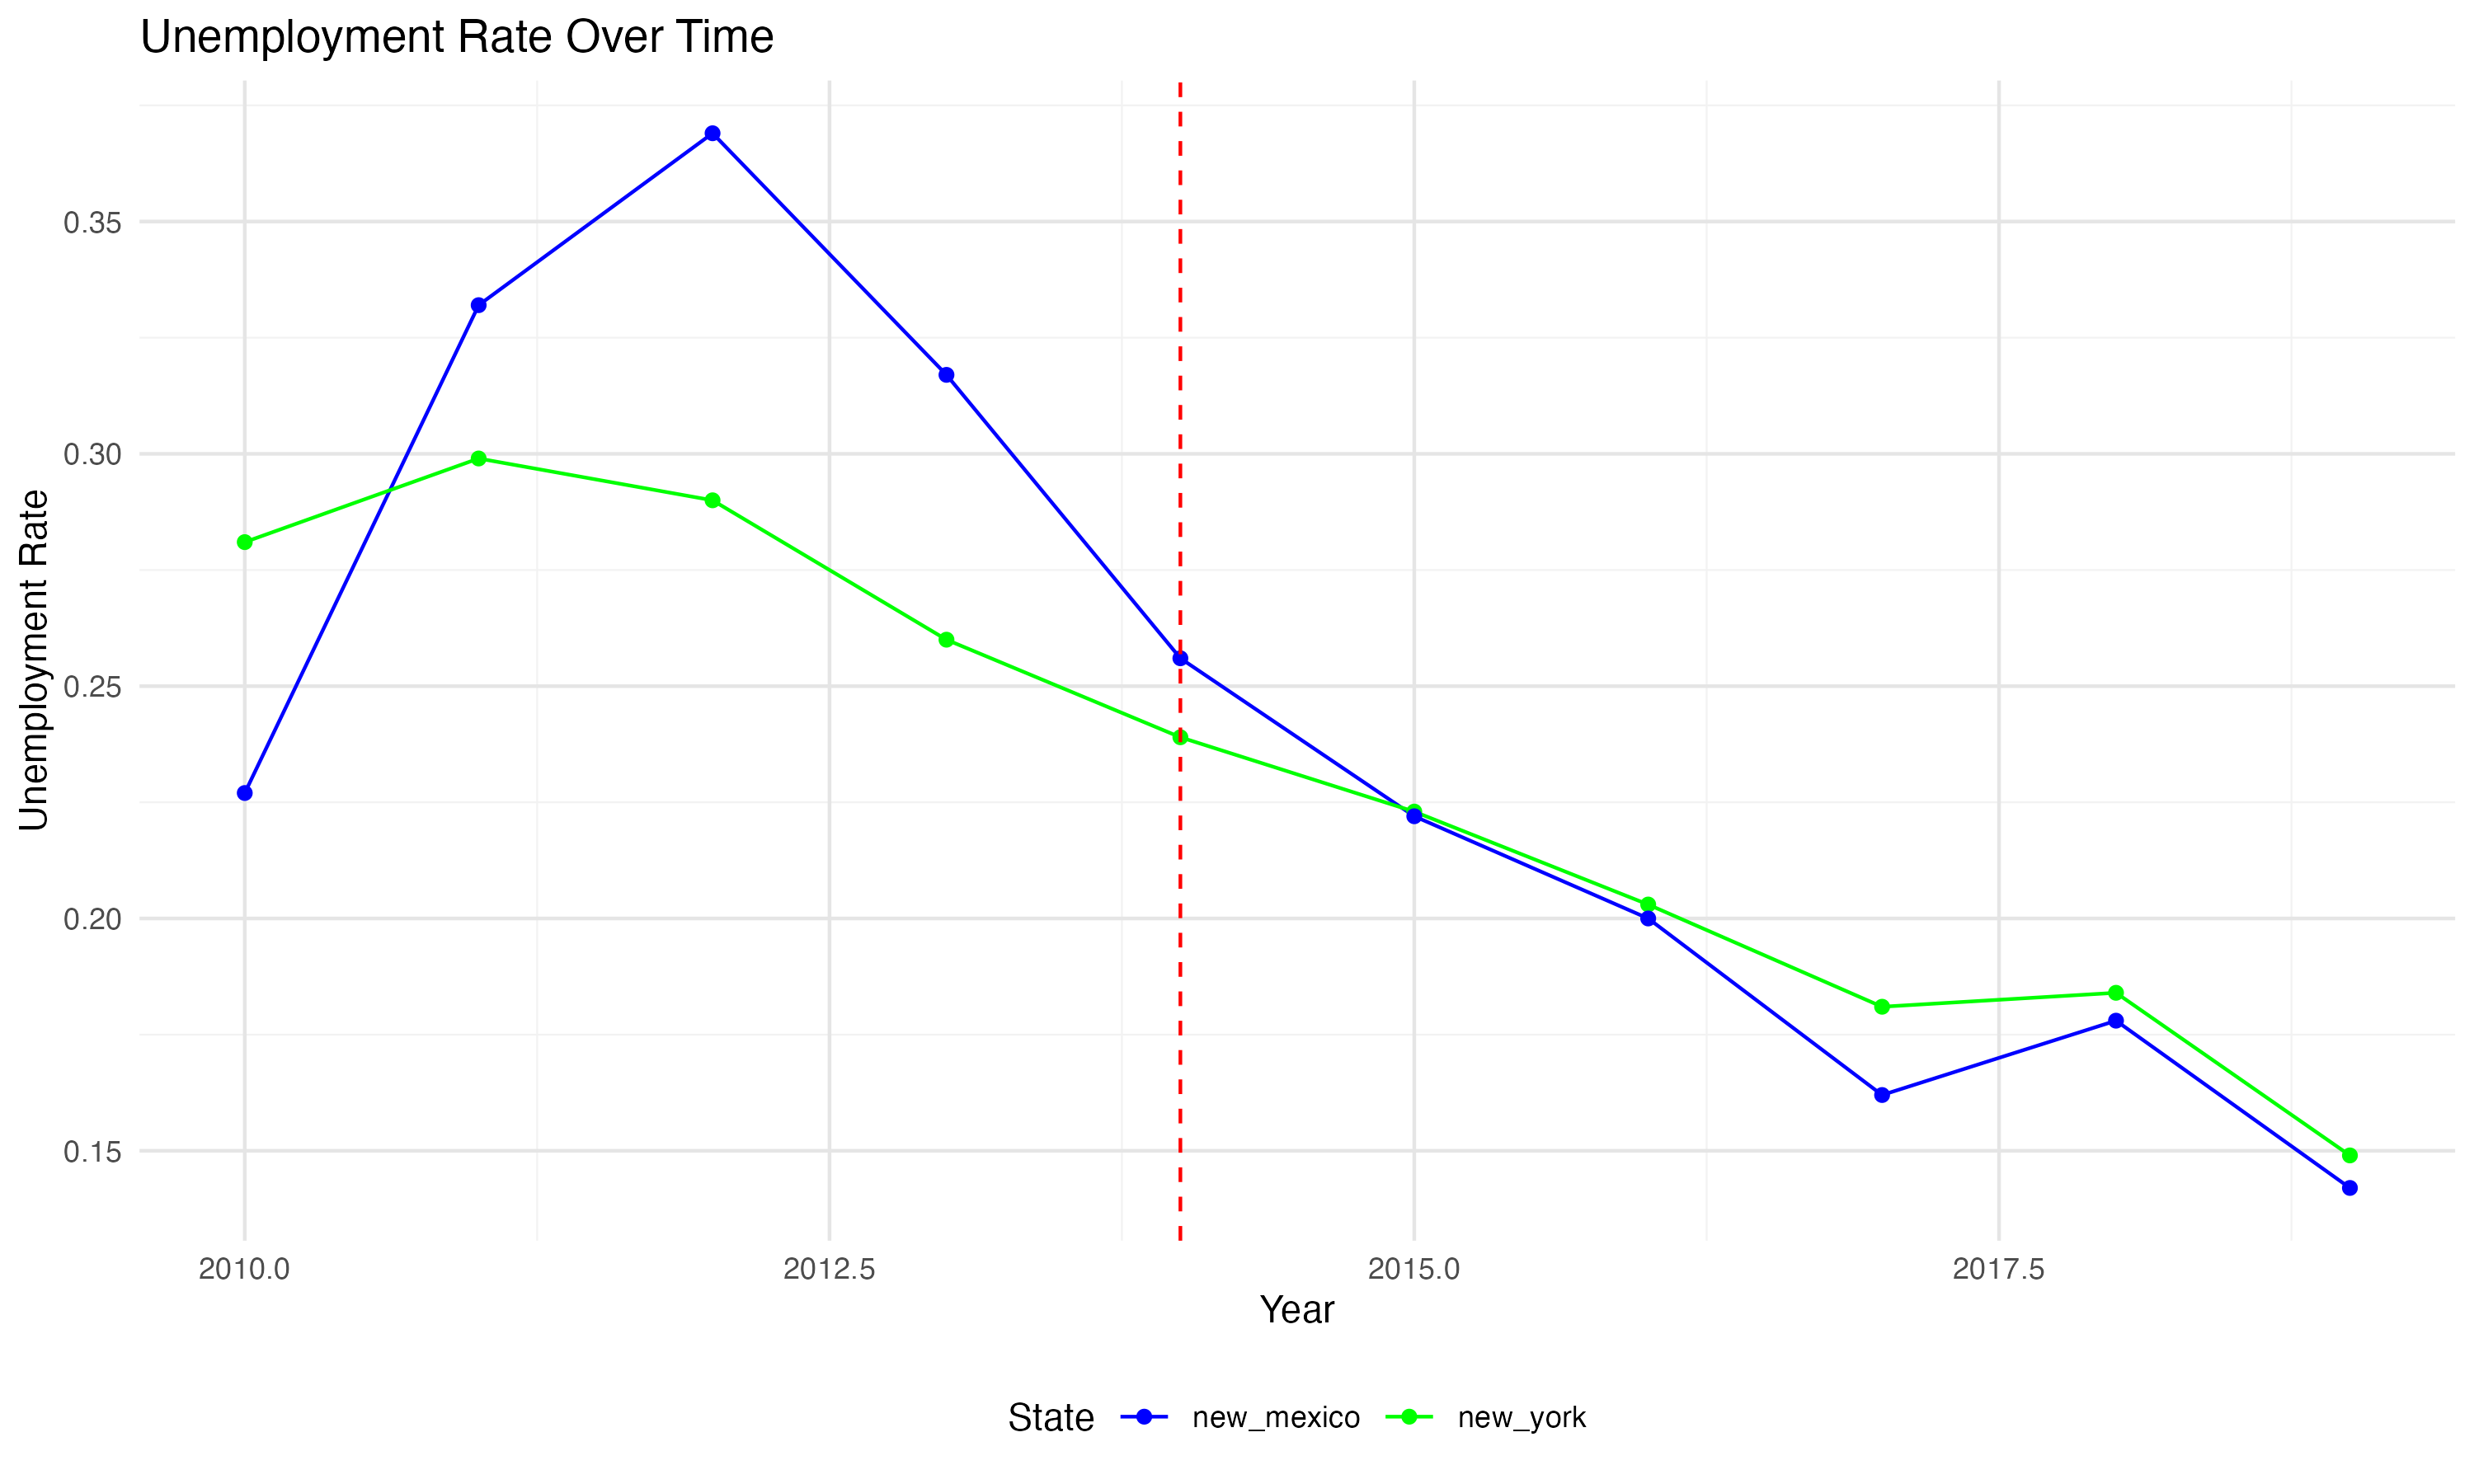 Unemployment Rate Over Time
Unemployment Rate
0.35
0.30
0.25
0.20
0.15
2010.0 2012.5 2015.0 2017.5
Year
State new_mexico new_york